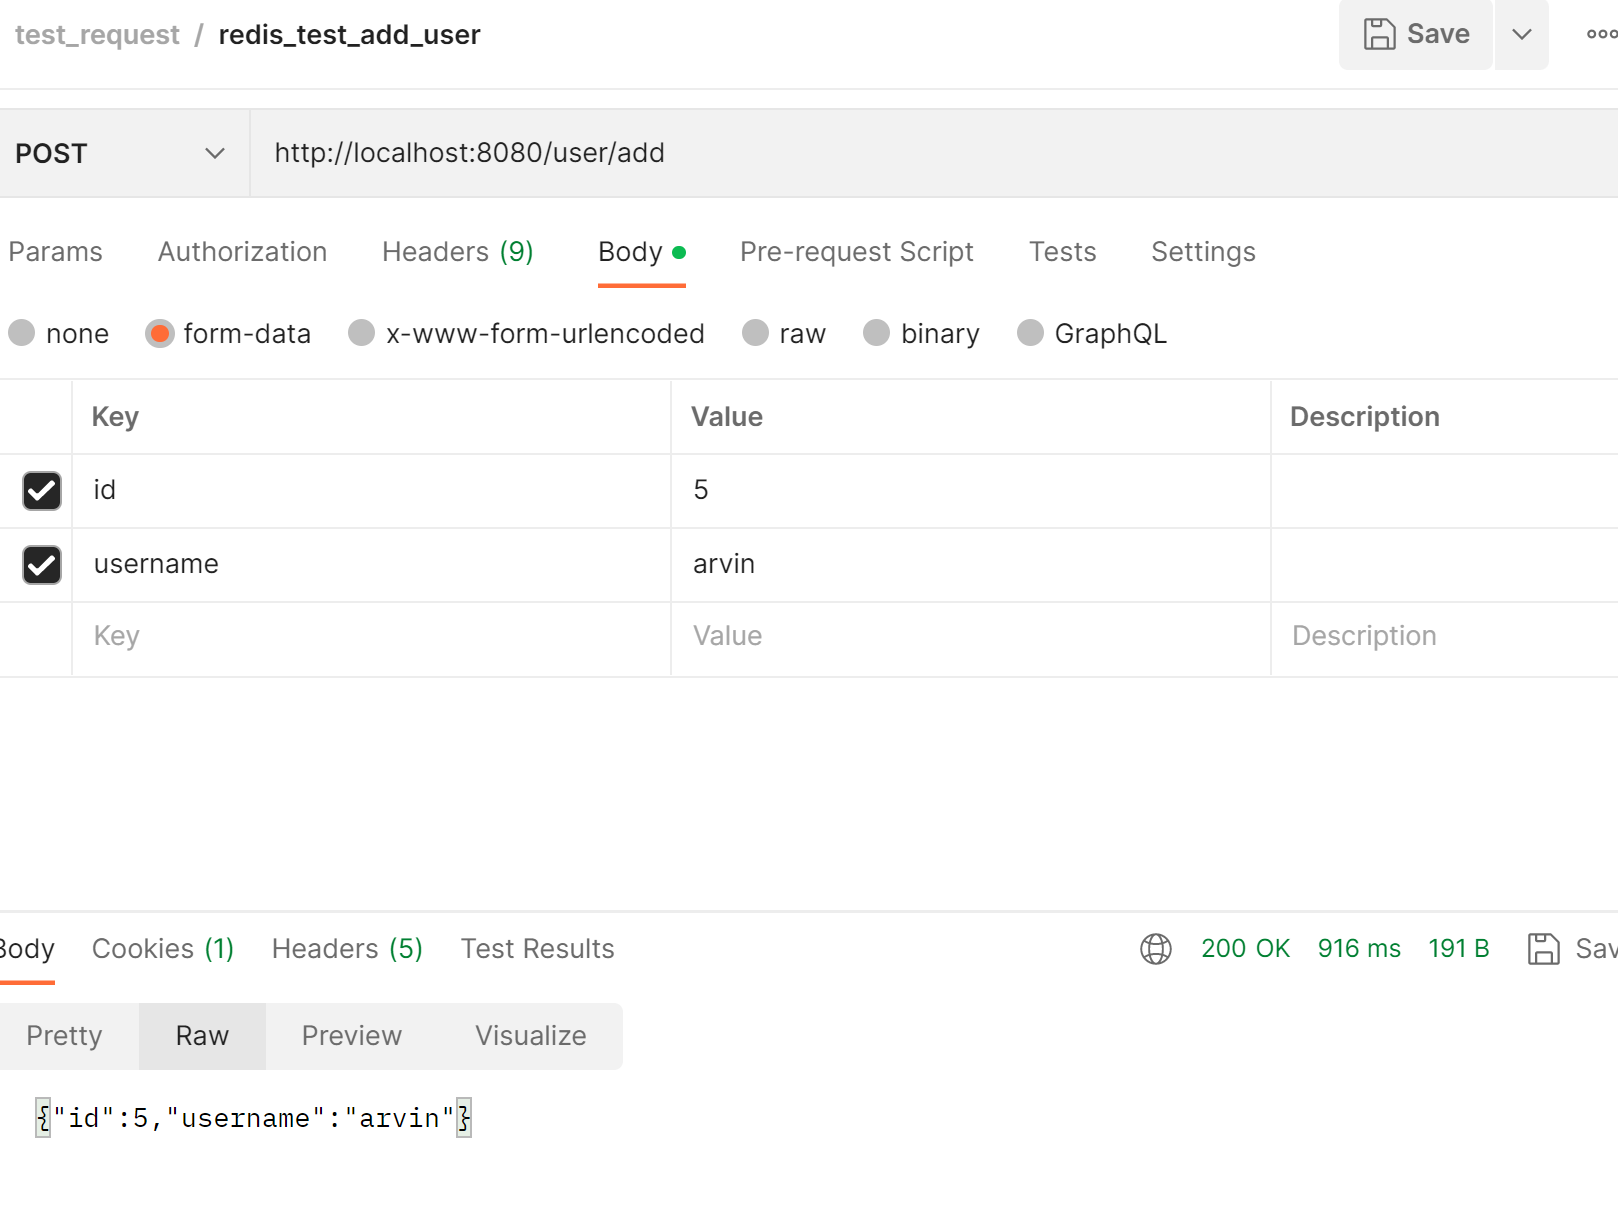 test_request / redis_test_add_user
Save
POST
http://localhost:8080/user/add
Params Authorization Headers (9) Body Pre-request Script Tests Settings
none form-data x-www-form-urlencoded raw binary GraphQL
Key Value Description
id 5
username arvin
Key Value Description
Body Cookies (1) Headers (5) Test Results 200 OK 916 ms 191 B Sav
Pretty Raw Preview Visualize
{"id":5,"username":"arvin"}